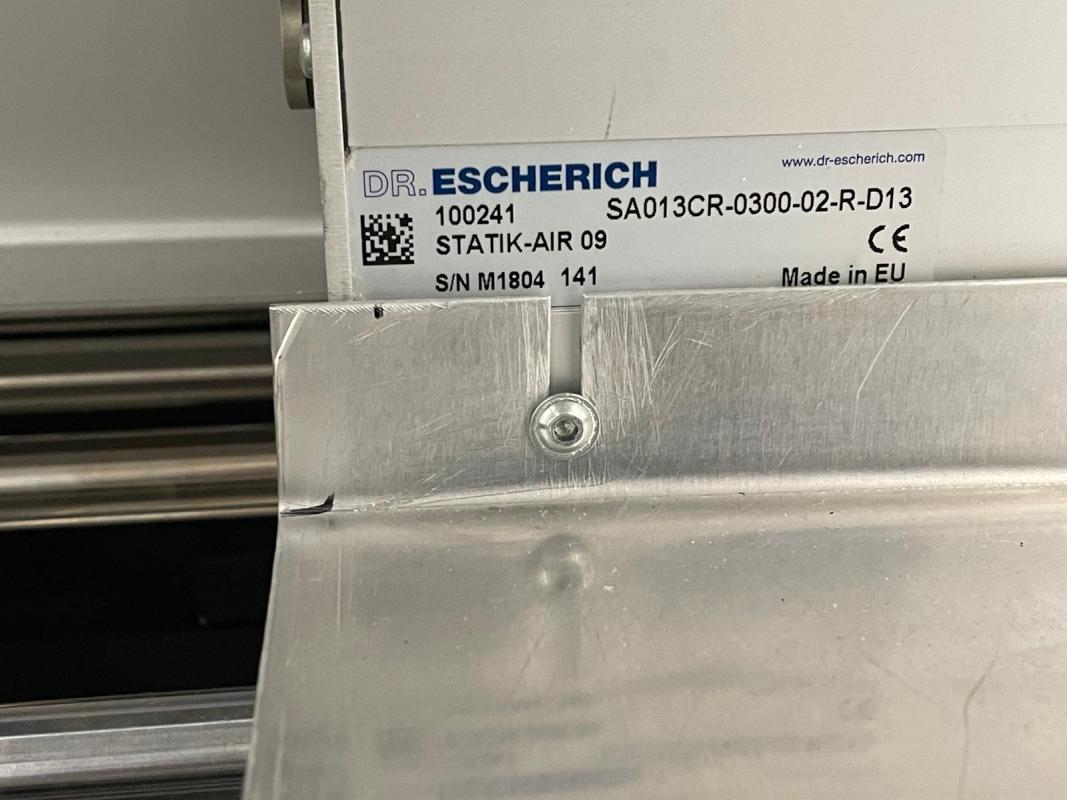 DR. ESCHERICH www.dr-escherich.com
100241 SA013CR-0300-02-R-D13
STATIK-AIR 09 CE
S/N M1804 141 Made in EU